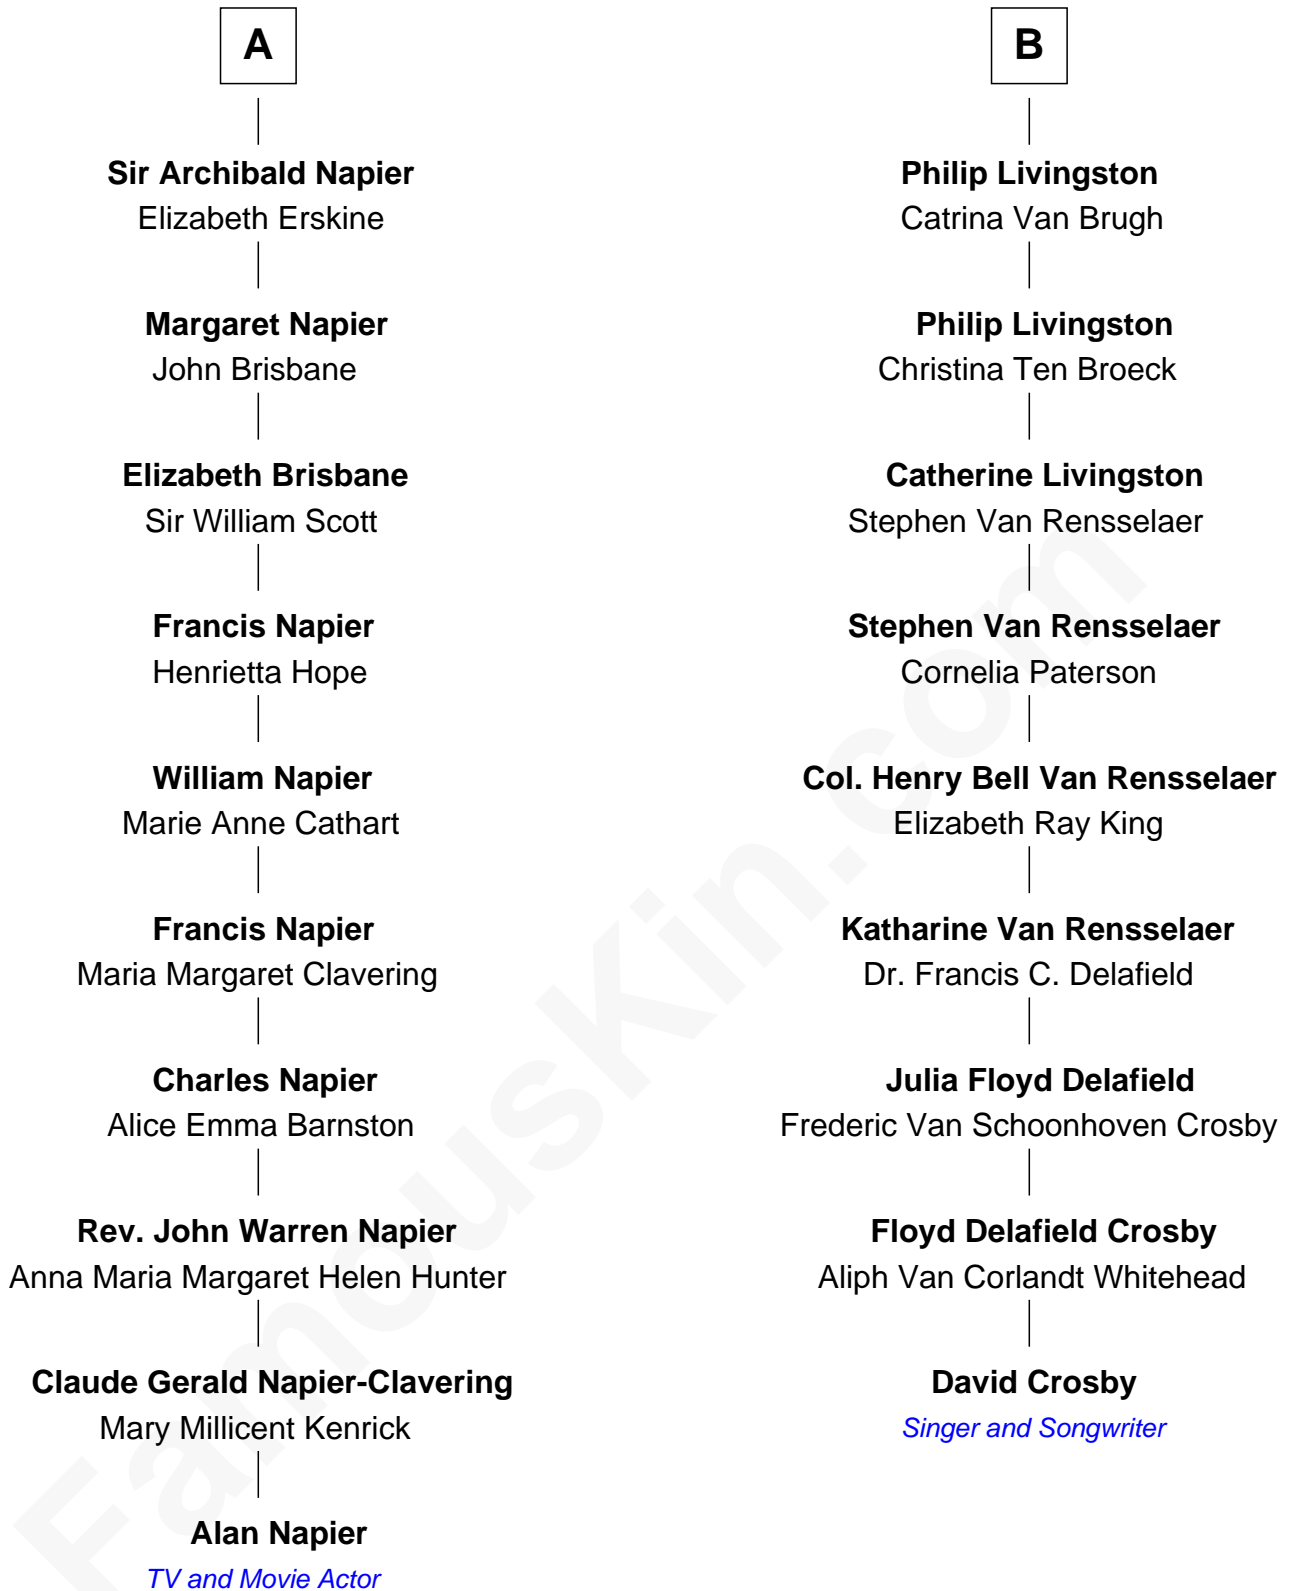 A
Sir Archibald Napier
Elizabeth Erskine
Margaret Napier
John Brisbane
Elizabeth Brisbane
Sir William Scott
Francis Napier
Henrietta Hope
William Napier
Marie Anne Cathart
Francis Napier
Maria Margaret Clavering
Charles Napier
Alice Emma Barnston
Rev. John Warren Napier
Anna Maria Margaret Helen Hunter
Claude Gerald Napier-Clavering
Mary Millicent Kenrick
Alan Napier
TV and Movie Actor
B
Philip Livingston
Catrina Van Brugh
Philip Livingston
Christina Ten Broeck
Catherine Livingston
Stephen Van Rensselaer
Stephen Van Rensselaer
Cornelia Paterson
Col. Henry Bell Van Rensselaer
Elizabeth Ray King
Katharine Van Rensselaer
Dr. Francis C. Delafield
Julia Floyd Delafield
Frederic Van Schoonhoven Crosby
Floyd Delafield Crosby
Aliph Van Corlandt Whitehead
David Crosby
Singer and Songwriter
FamousKin.com